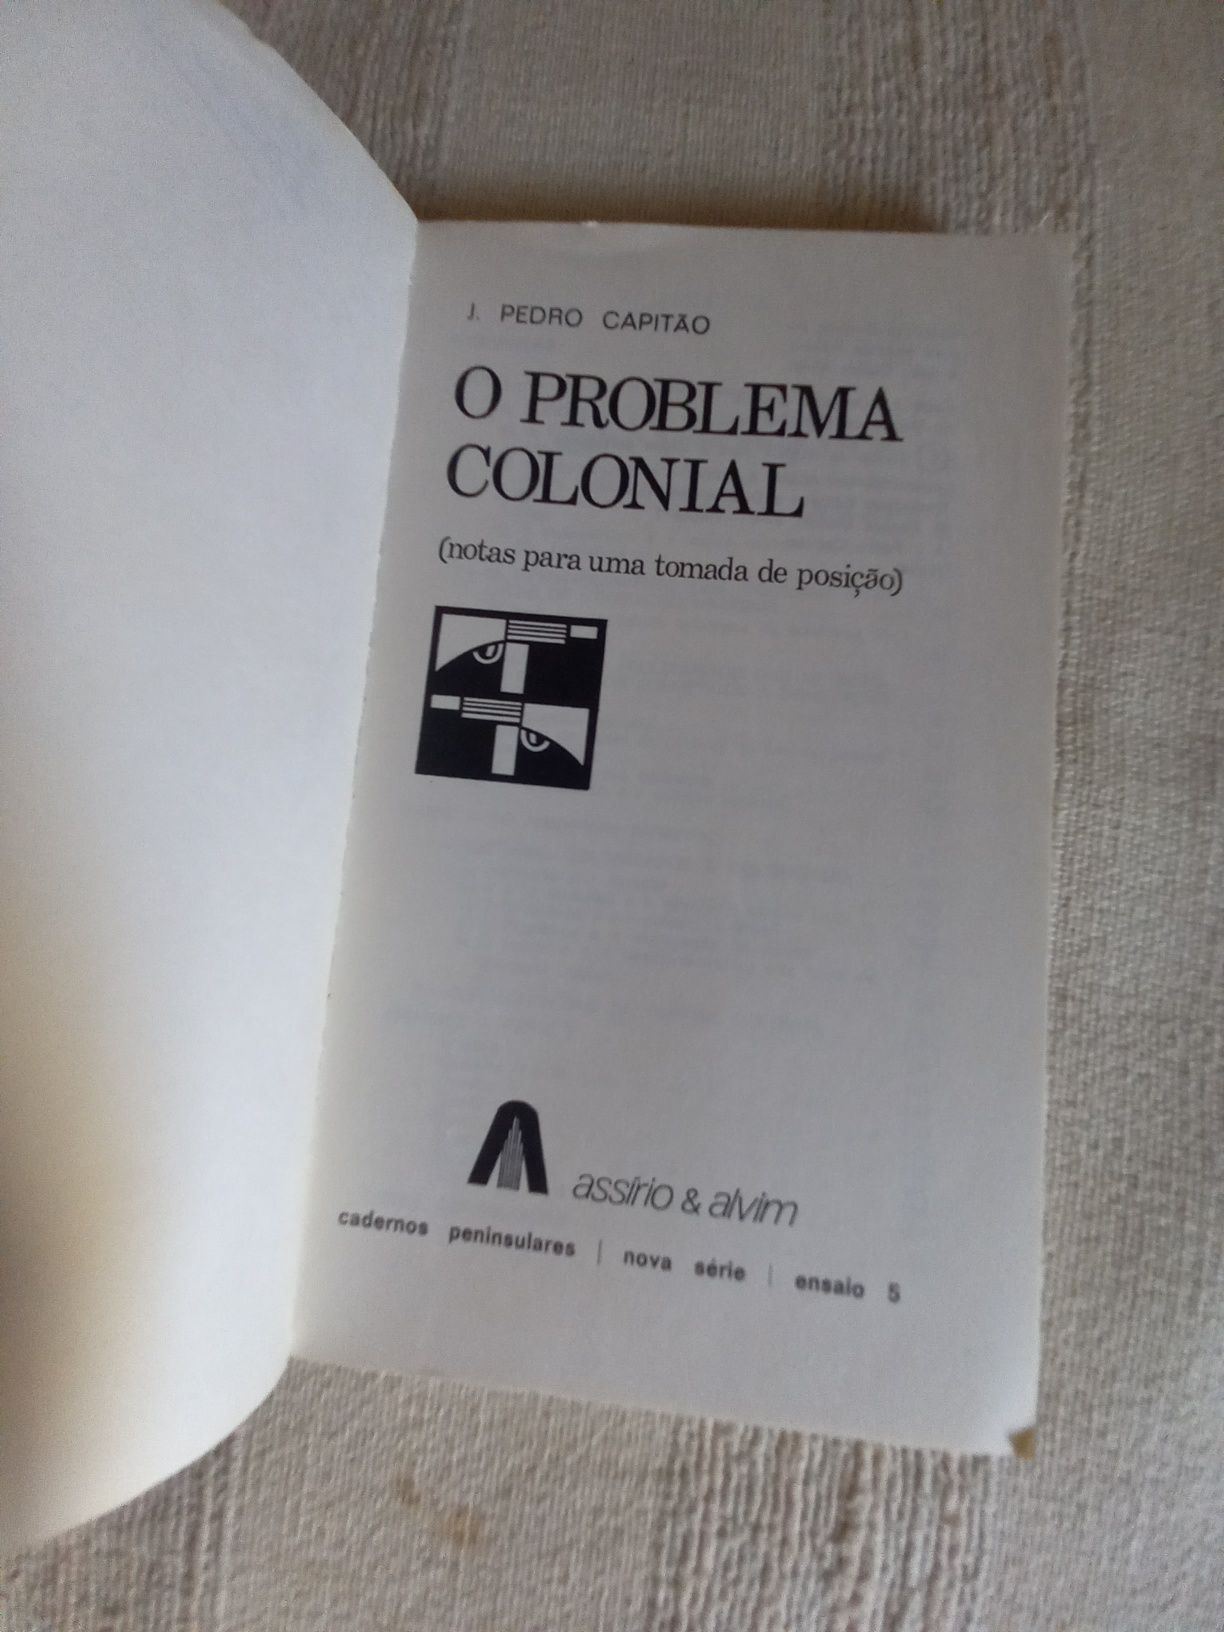 J. PEDRO CAPITÃO
O PROBLEMA
COLONIAL
(notas para uma tomada de posição)
assírio & alvim
cadernos peninsulares | nova série | ensaio 5